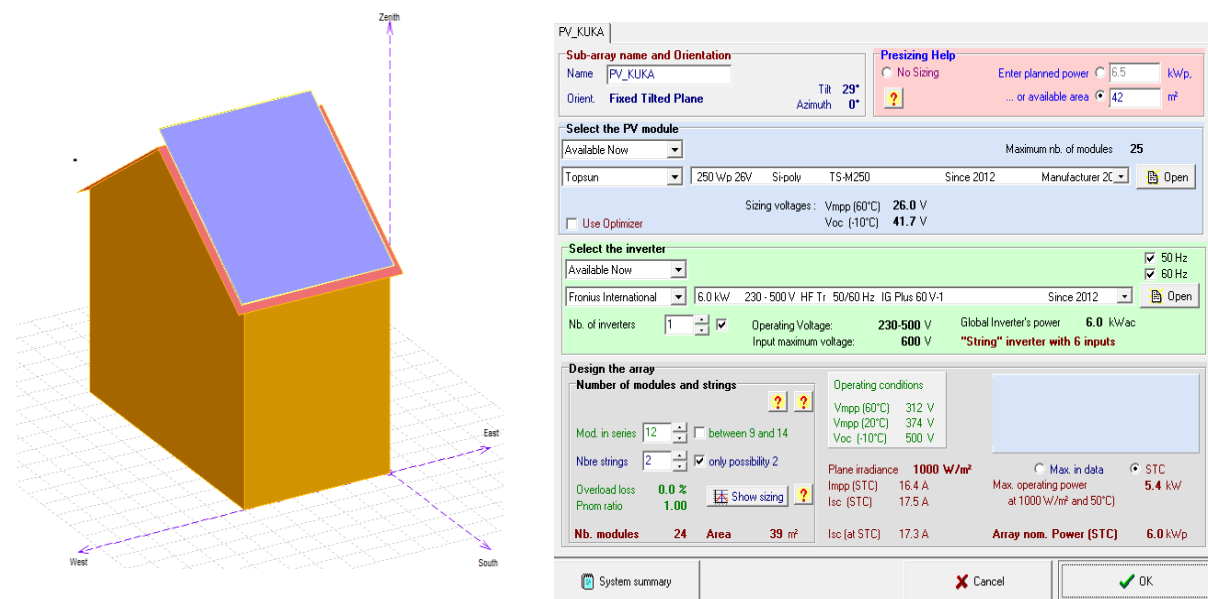 Zenith
East
West
South
PV_KUKA
Sub-array name and Orientation
Name PV_KUKA
Orient. Fixed Tilted Plane
Tilt 29°
Azimuth 0°
Presizing Help
No Sizing
Enter planned power 6.5 kWp,
... or available area 42 m²
?
Select the PV module
Available Now
Maximum nb. of modules 25
Topsun 250 Wp 26V Si-poly TS-M250 Since 2012 Manufacturer 20 Open
Sizing voltages : Vmpp (60°C) 26.0 V
Use Optimizer
Voc (-10°C) 41.7 V
Select the inverter
Available Now
50 Hz
60 Hz
Fronius International 6.0 kW 230 - 500 V HF Tr 50/60 Hz IG Plus 60 V-1 Since 2012 Open
Nb. of inverters 1
Operating Voltage: 230-500 V
Global Inverter's power 6.0 kWac
Input maximum voltage: 600 V
"String" inverter with 6 inputs
Design the array
Number of modules and strings
? ?
Mod. in series 12 between 9 and 14
Nbre strings 2 only possibility 2
Overload loss 0.0 %
Pnom ratio 1.00
Show sizing ?
Nb. modules 24 Area 39 m²
Operating conditions
Vmpp (60°C) 312 V
Vmpp (20°C) 374 V
Voc (-10°C) 500 V
Plane irradiance 1000 W/m²
Impp (STC) 16.4 A
Isc (STC) 17.5 A
Isc (at STC) 17.3 A
Max. in data STC
Max. operating power 5.4 kW
at 1000 W/m² and 50°C)
Array nom. Power (STC) 6.0 kWp
System summary
Cancel
OK